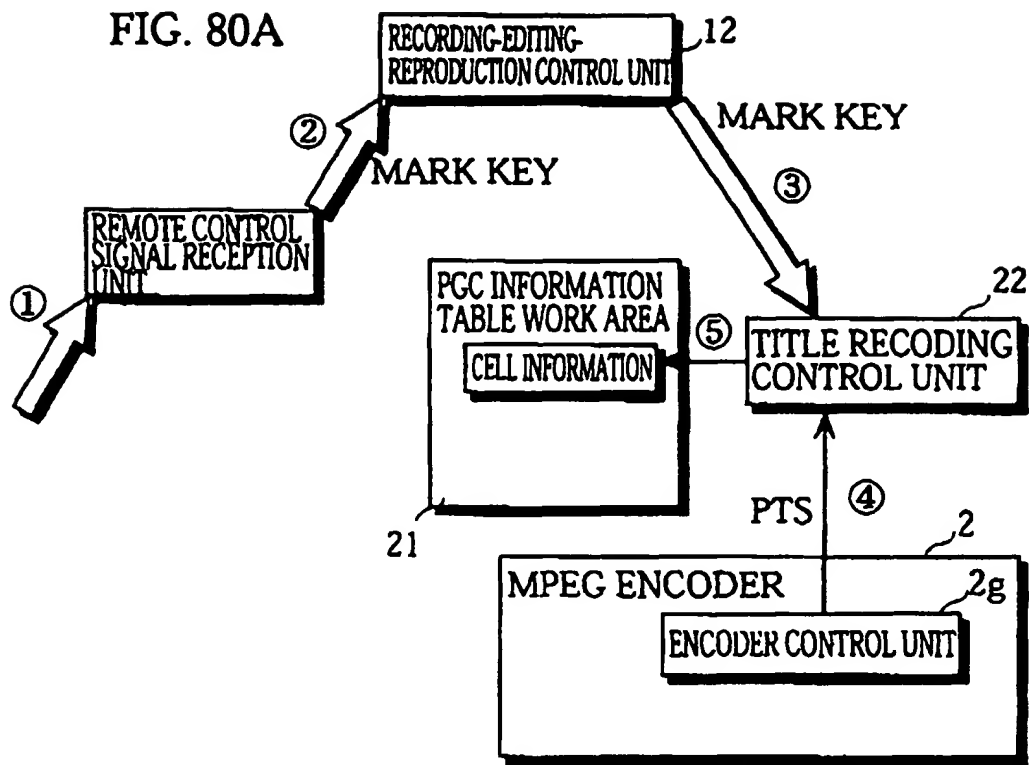 FIG. 80A
RECORDING-EDITING-
REPRODUCTION CONTROL UNIT
12
②
MARK KEY
MARK KEY
③
REMOTE CONTROL
SIGNAL RECEPTION
UNIT
①
PGC INFORMATION
TABLE WORK AREA
CELL INFORMATION
⑤
22
TITLE RECODING
CONTROL UNIT
21
PTS
④
2
MPEG ENCODER
2g
ENCODER CONTROL UNIT